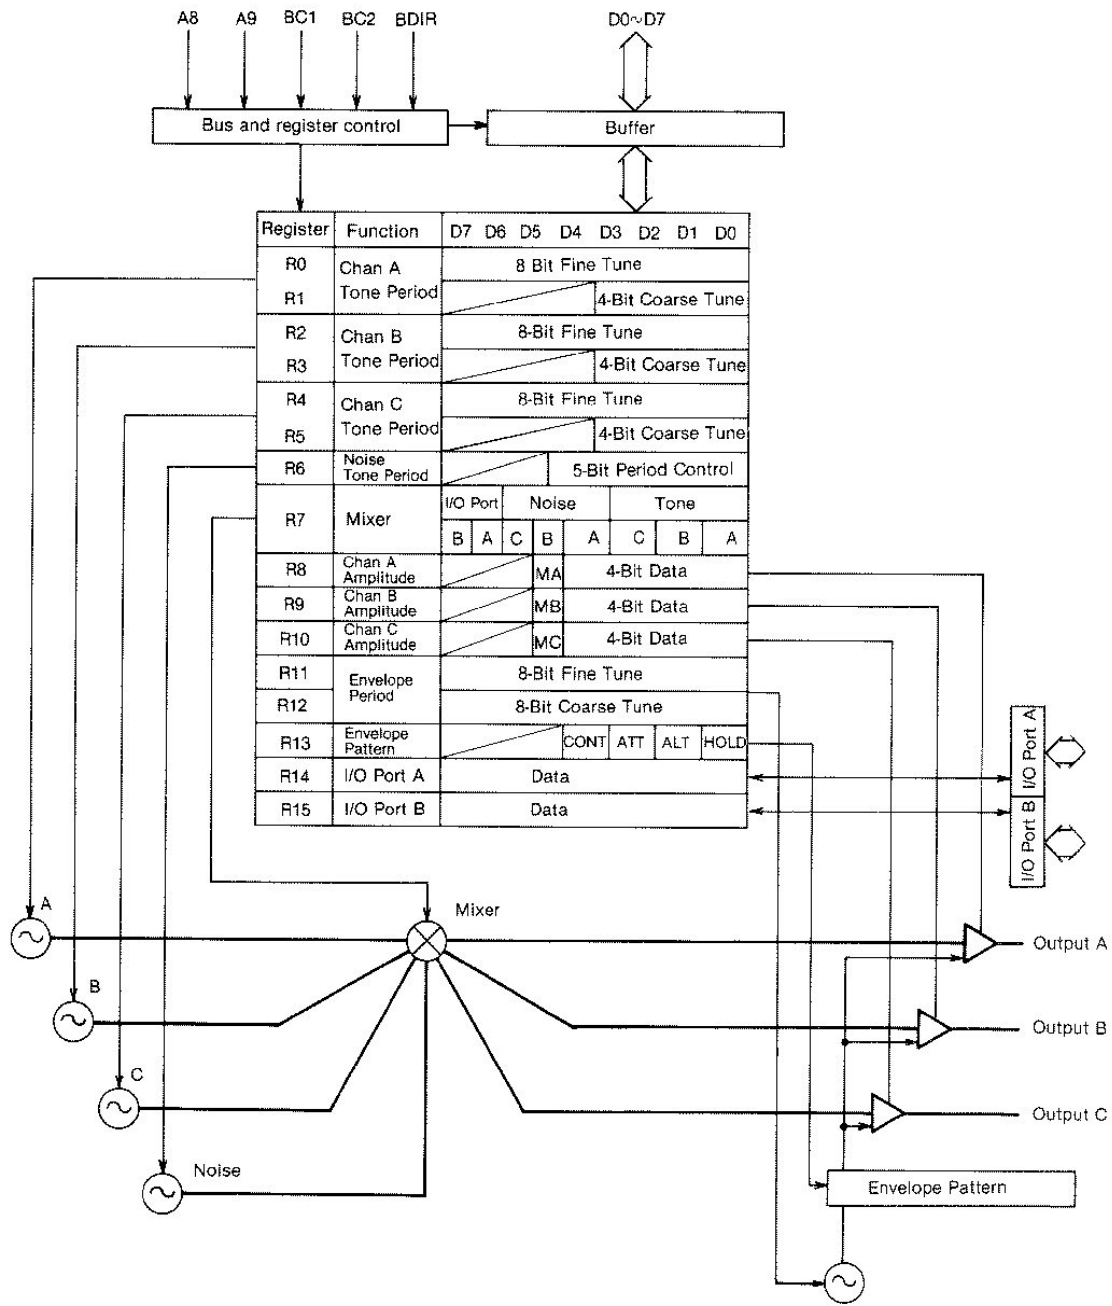 A8 A9 BC1 BC2 BDIR D0~D7
Bus and register control
Buffer
Register Function D7 D6 D5 D4 D3 D2 D1 D0
R0 Chan A 8 Bit Fine Tune
R1 Tone Period 4-Bit Coarse Tune
R2 Chan B 8-Bit Fine Tune
R3 Tone Period 4-Bit Coarse Tune
R4 Chan C 8-Bit Fine Tune
R5 Tone Period 4-Bit Coarse Tune
R6 Noise Tone Period 5-Bit Period Control
R7 Mixer I/O Port Noise Tone
B A C B A C B A
R8 Chan A Amplitude MA 4-Bit Data
R9 Chan B Amplitude MB 4-Bit Data
R10 Chan C Amplitude MC 4-Bit Data
R11 Envelope Period 8-Bit Fine Tune
R12 8-Bit Coarse Tune
R13 Envelope Pattern CONT ATT ALT HOLD
R14 I/O Port A Data
R15 I/O Port B Data
I/O Port A
I/O Port B
A
Mixer
Output A
B
Output B
C
Output C
Noise
Envelope Pattern